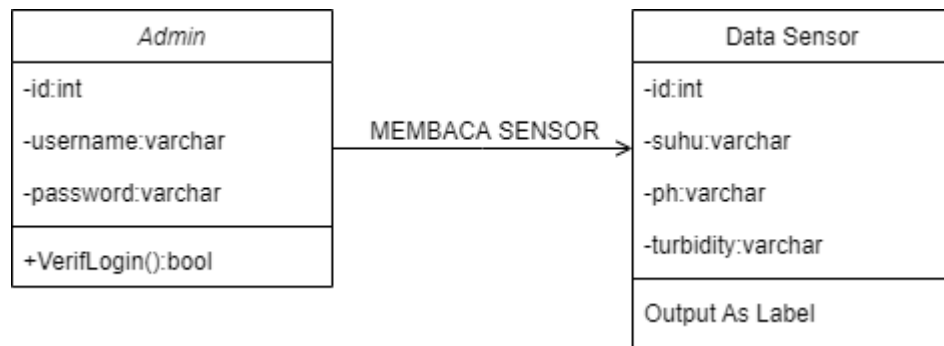 Admin
-id:int
-username:varchar
-password:varchar
+VerifLogin():bool
MEMBACA SENSOR
Data Sensor
-id:int
-suhu:varchar
-ph:varchar
-turbidity:varchar
Output As Label